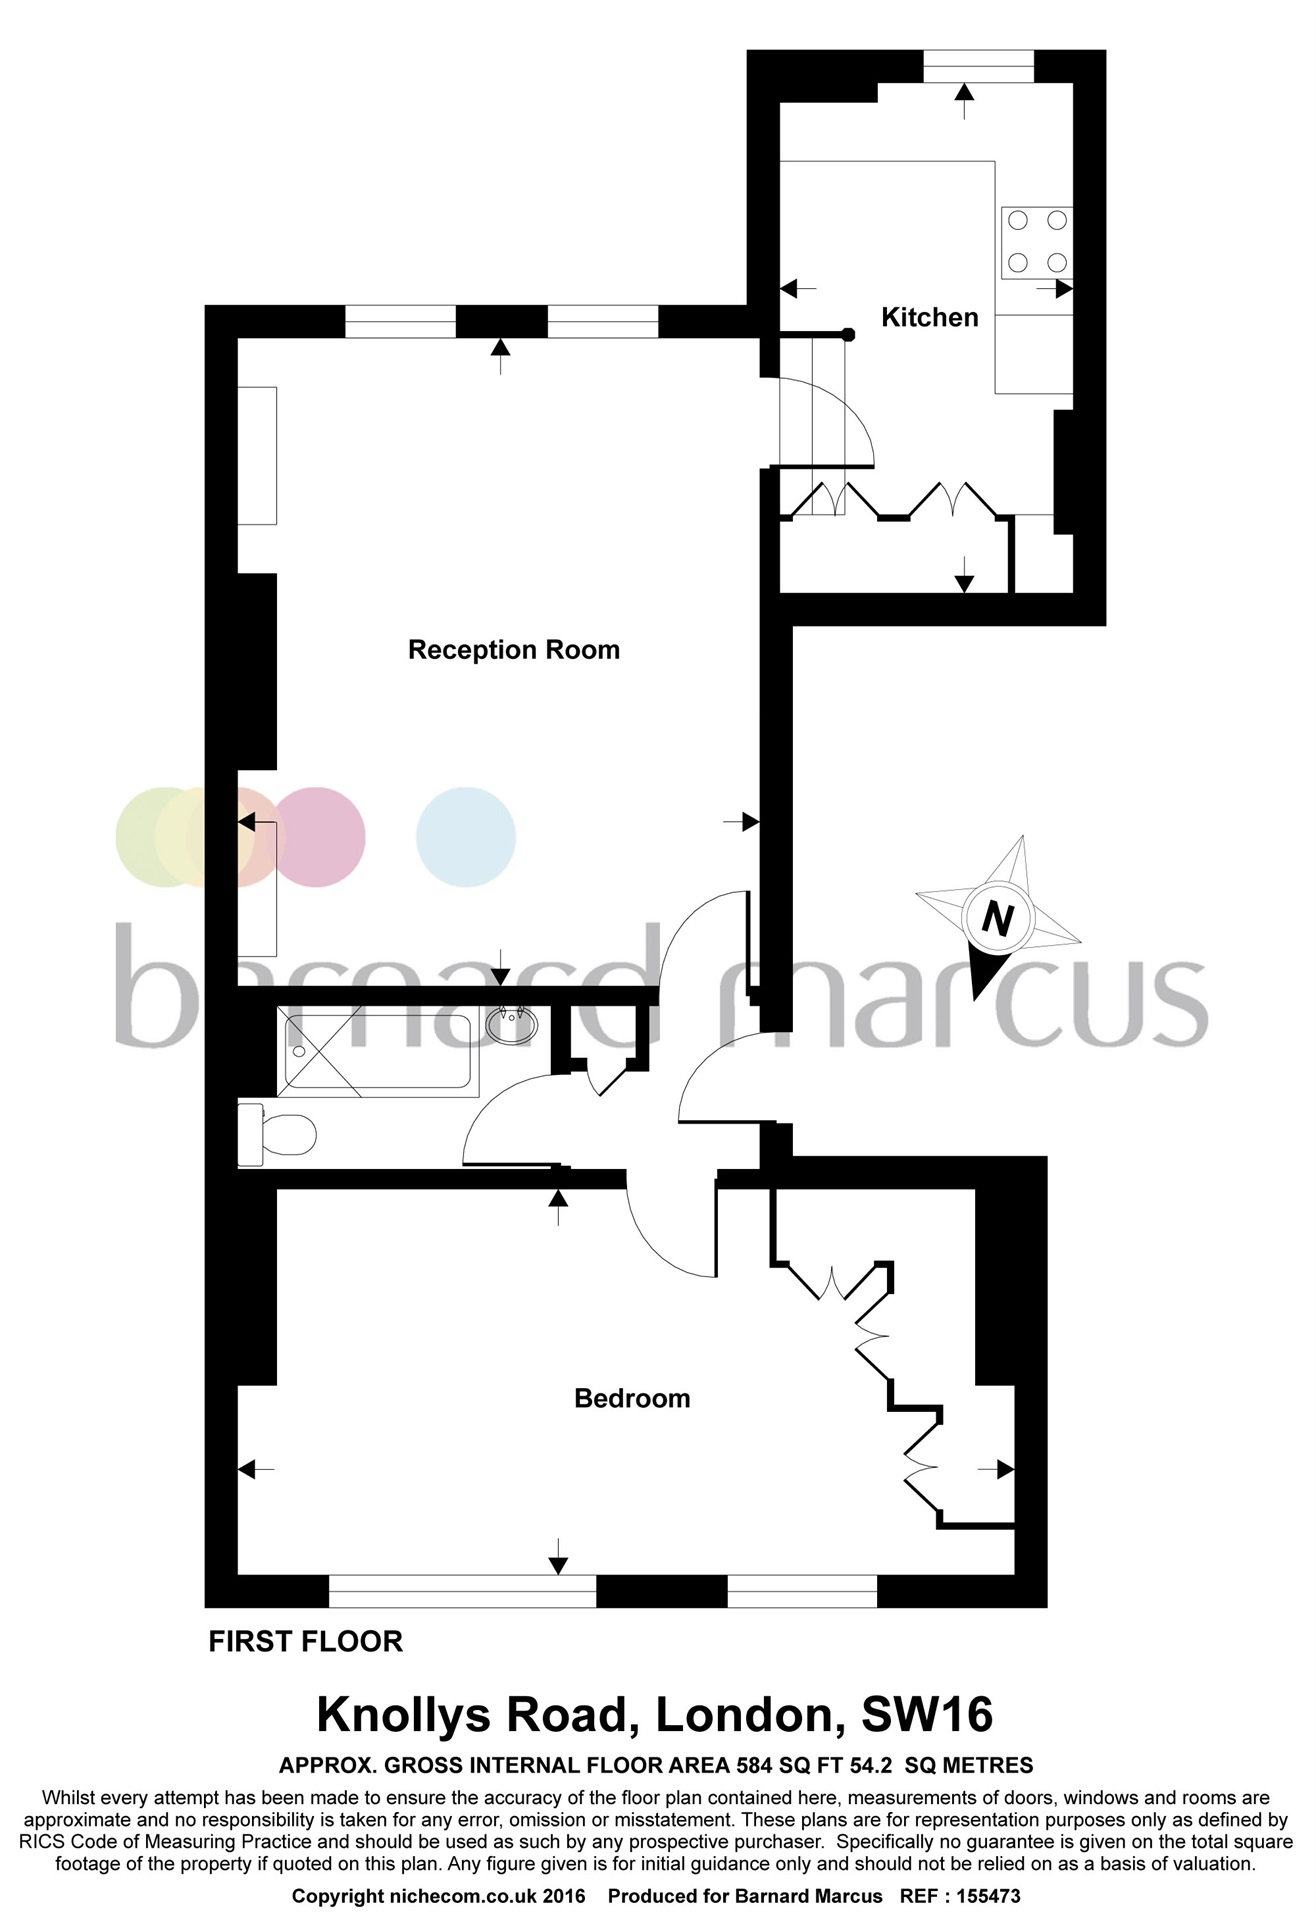 Kitchen
Reception Room
barnard marcus
N
Bedroom
FIRST FLOOR
Knollys Road, London, SW16
APPROX. GROSS INTERNAL FLOOR AREA 584 SQ FT 54.2 SQ METRES
Whilst every attempt has been made to ensure the accuracy of the floor plan contained here, measurements of doors, windows and rooms are
approximate and no responsibility is taken for any error, omission or misstatement. These plans are for representation purposes only as defined by
RICS Code of Measuring Practice and should be used as such by any prospective purchaser. Specifically no guarantee is given on the total square
footage of the property if quoted on this plan. Any figure given is for initial guidance only and should not be relied on as a basis of valuation.
Copyright nichecom.co.uk 2016 Produced for Barnard Marcus REF : 155473